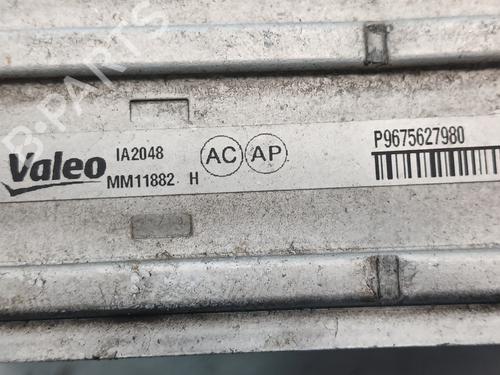 Valeo
IA2048
MM11882 H
AC
AP
P9675627980
B-PARTS